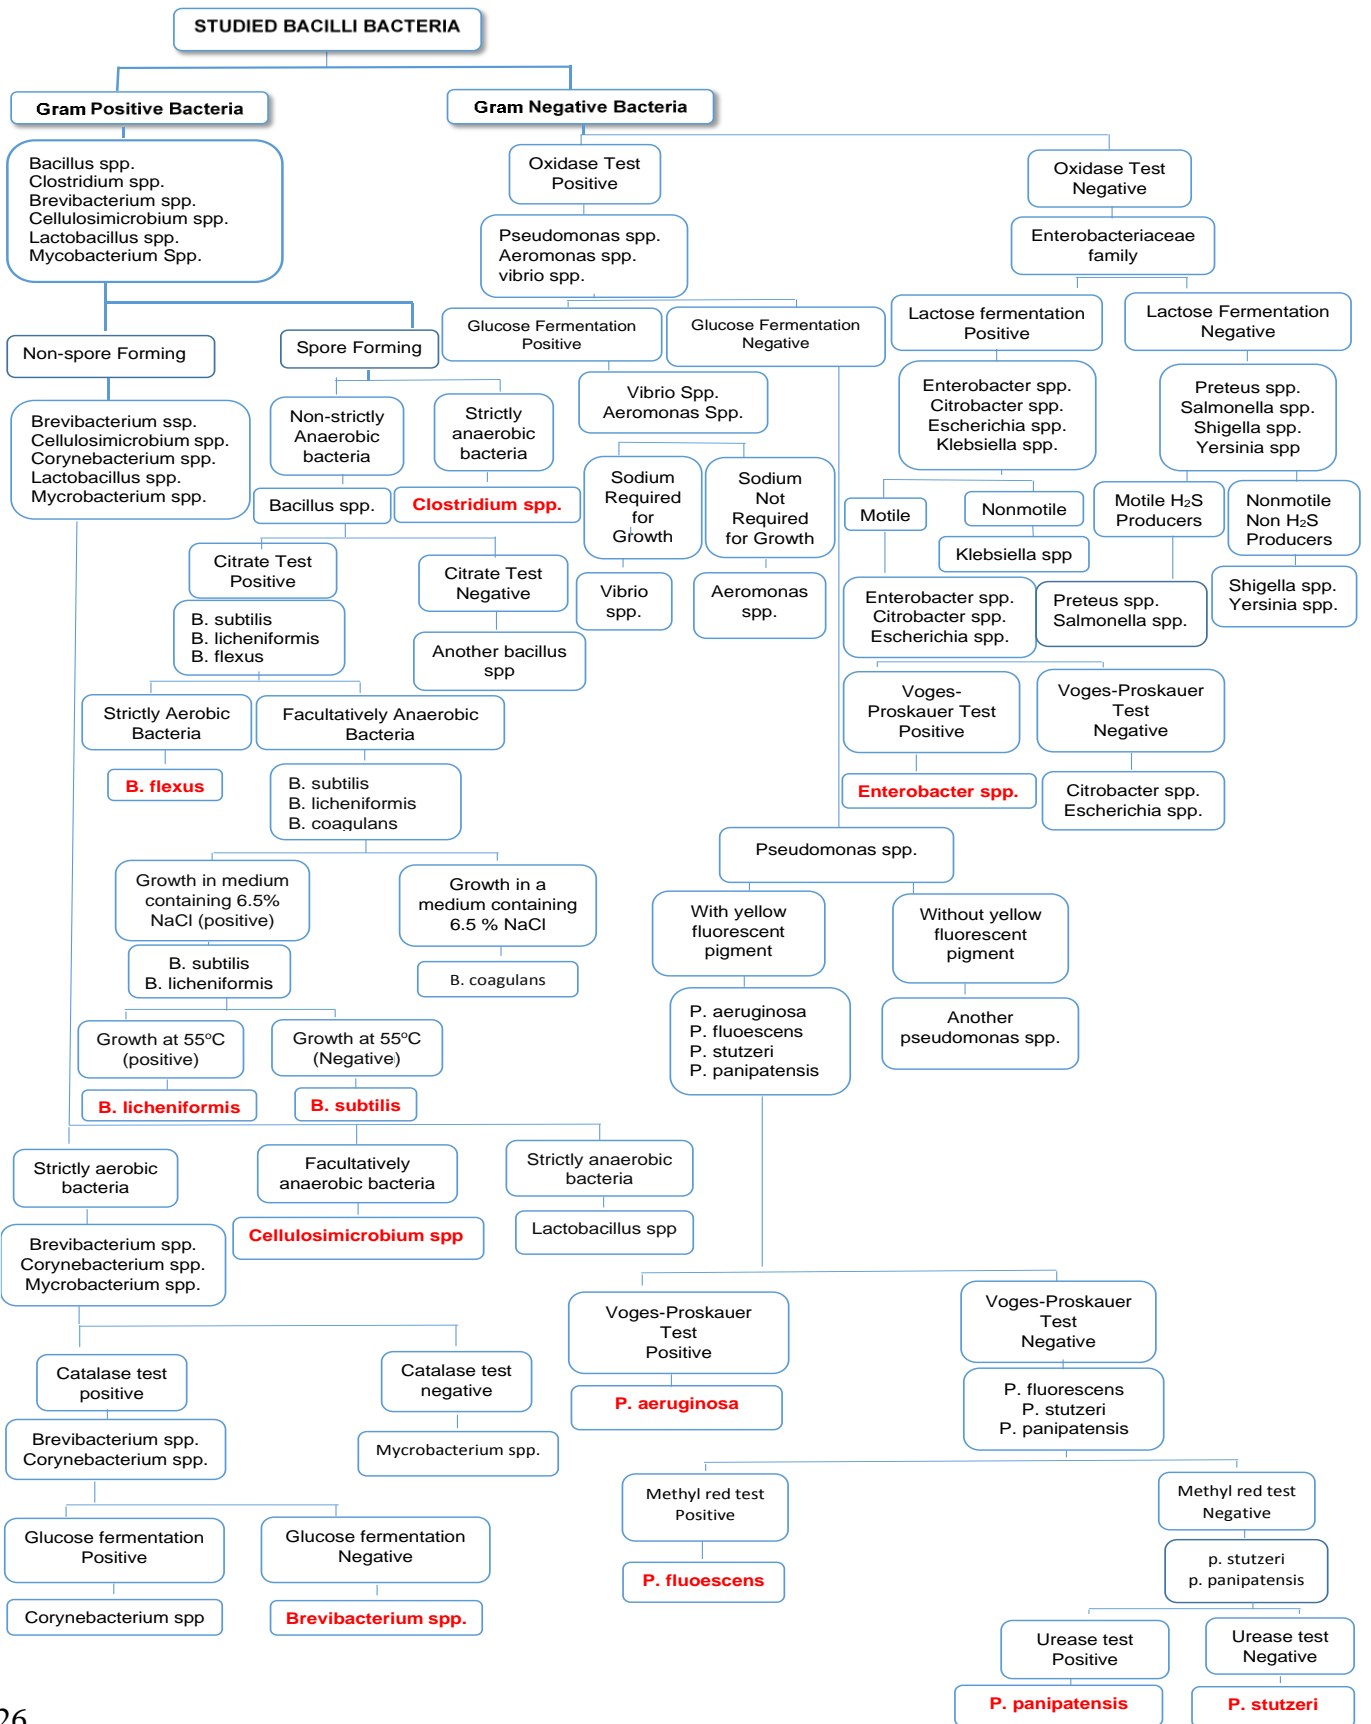 STUDIED BACILLI BACTERIA
Gram Positive Bacteria
Gram Negative Bacteria
Bacillus spp.
Clostridium spp.
Brevibacterium spp.
Cellulosimicrobium spp.
Lactobacillus spp.
Mycobacterium Spp.
Oxidase Test
Positive
Oxidase Test
Negative
Pseudomonas spp.
Aeromonas spp.
vibrio spp.
Enterobacteriaceae
family
Non-spore Forming
Spore Forming
Glucose Fermentation
Positive
Glucose Fermentation
Negative
Lactose fermentation
Positive
Lactose Fermentation
Negative
Brevibacterium ssp.
Cellulosimicrobium spp.
Corynebacterium spp.
Lactobacillus spp.
Mycrobacterium spp.
Non-strictly
Anaerobic
bacteria
Strictly
anaerobic
bacteria
Vibrio Spp.
Aeromonas Spp.
Enterobacter spp.
Citrobacter spp.
Escherichia spp.
Klebsiella spp.
Preteus spp.
Salmonella spp.
Shigella spp.
Yersinia spp
Bacillus spp.
Clostridium spp.
Sodium
Required
for
Growth
Sodium
Not
Required
for Growth
Motile
Nonmotile
Motile H₂S
Producers
Nonmotile
Non H₂S
Producers
Klebsiella spp
Citrate Test
Positive
Citrate Test
Negative
Vibrio
spp.
Aeromonas
spp.
Enterobacter spp.
Citrobacter spp.
Escherichia spp.
Preteus spp.
Salmonella spp.
Shigella spp.
Yersinia spp.
B. subtilis
B. licheniformis
B. flexus
Another bacillus
spp
Strictly Aerobic
Bacteria
Facultatively Anaerobic
Bacteria
Voges-
Proskauer Test
Positive
Voges-Proskauer
Test
Negative
B. flexus
B. subtilis
B. licheniformis
B. coagulans
Enterobacter spp.
Citrobacter spp.
Escherichia spp.
Pseudomonas spp.
Growth in medium
containing 6.5%
NaCl (positive)
Growth in a
medium containing
6.5 % NaCl
With yellow
fluorescent
pigment
Without yellow
fluorescent
pigment
B. subtilis
B. licheniformis
B. coagulans
P. aeruginosa
P. fluoescens
P. stutzeri
P. panipatensis
Another
pseudomonas spp.
Growth at 55ºC
(positive)
Growth at 55ºC
(Negative)
B. licheniformis
B. subtilis
Strictly aerobic
bacteria
Facultatively
anaerobic bacteria
Strictly anaerobic
bacteria
Cellulosimicrobium spp
Lactobacillus spp
Brevibacterium spp.
Corynebacterium spp.
Mycrobacterium spp.
Voges-Proskauer
Test
Positive
Voges-Proskauer
Test
Negative
Catalase test
positive
Catalase test
negative
P. aeruginosa
P. fluorescens
P. stutzeri
P. panipatensis
Brevibacterium spp.
Corynebacterium spp.
Mycrobacterium spp.
Methyl red test
Positive
Methyl red test
Negative
Glucose fermentation
Positive
Glucose fermentation
Negative
P. fluoescens
p. stutzeri
p. panipatensis
Corynebacterium spp
Brevibacterium spp.
Urease test
Positive
Urease test
Negative
P. panipatensis
P. stutzeri
26